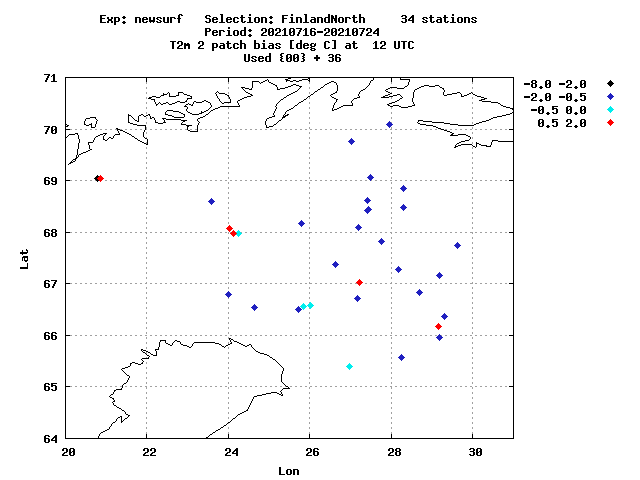 Exp: newsurf   Selection: FinlandNorth     34 stations
Period: 20210716-20210724
T2m 2 patch bias [deg C] at  12 UTC
Used {00} + 36
-8.0 -2.0
-2.0 -0.5
-0.5 0.0
0.5 2.0
71
70
69
68
67
66
65
64
Lat
20 22 24 26 28 30
Lon